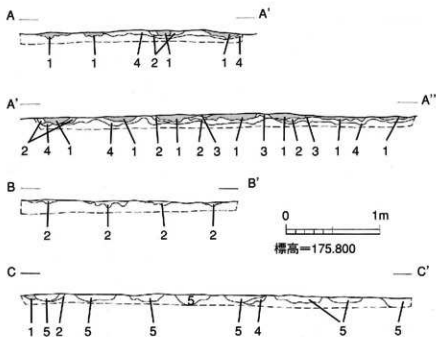 A A'
1 1 4 2 1 1 4
A' A''
2 4 1 4 1 2 1 2 3 1 3 1 2 3 1 4 1
B B'
2 2 2 2
0 1m
標高=175.800
C C'
5
1 5 2 5 5 5 4 5 5